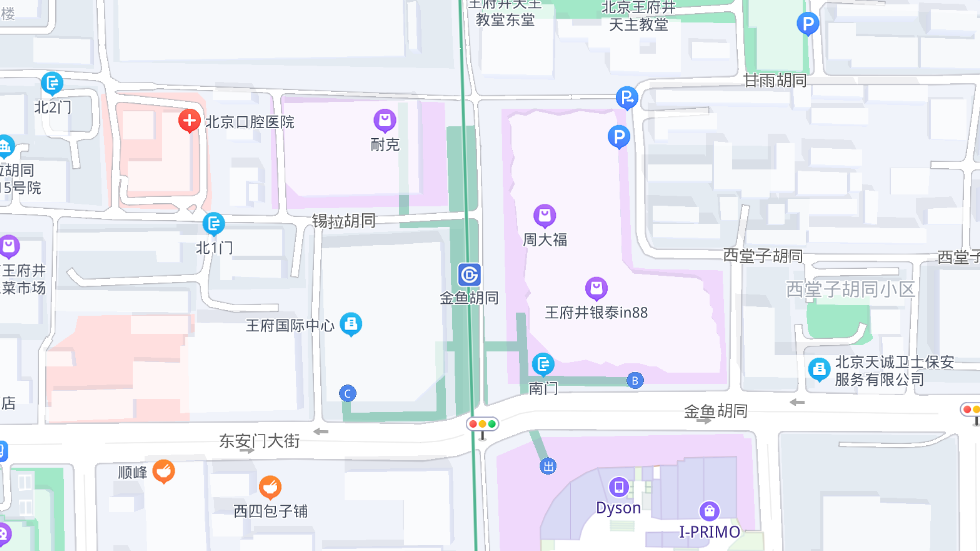 楼
王府井天主
教堂东堂
北京王府井
天主教堂
P
甘雨胡同
北2门
P
北京口腔医院
P
耐克
拉胡同
15号院
锡拉胡同
周大福
北1门
王府井
菜市场
西堂子胡同
西堂子
西堂子胡同小区
金鱼胡同
王府井银泰in88
王府国际中心
北京天诚卫士保安
服务有限公司
南门
B
C
店
金鱼胡同
东安门大街
出
顺峰
西四包子铺
Dyson
I-PRIMO